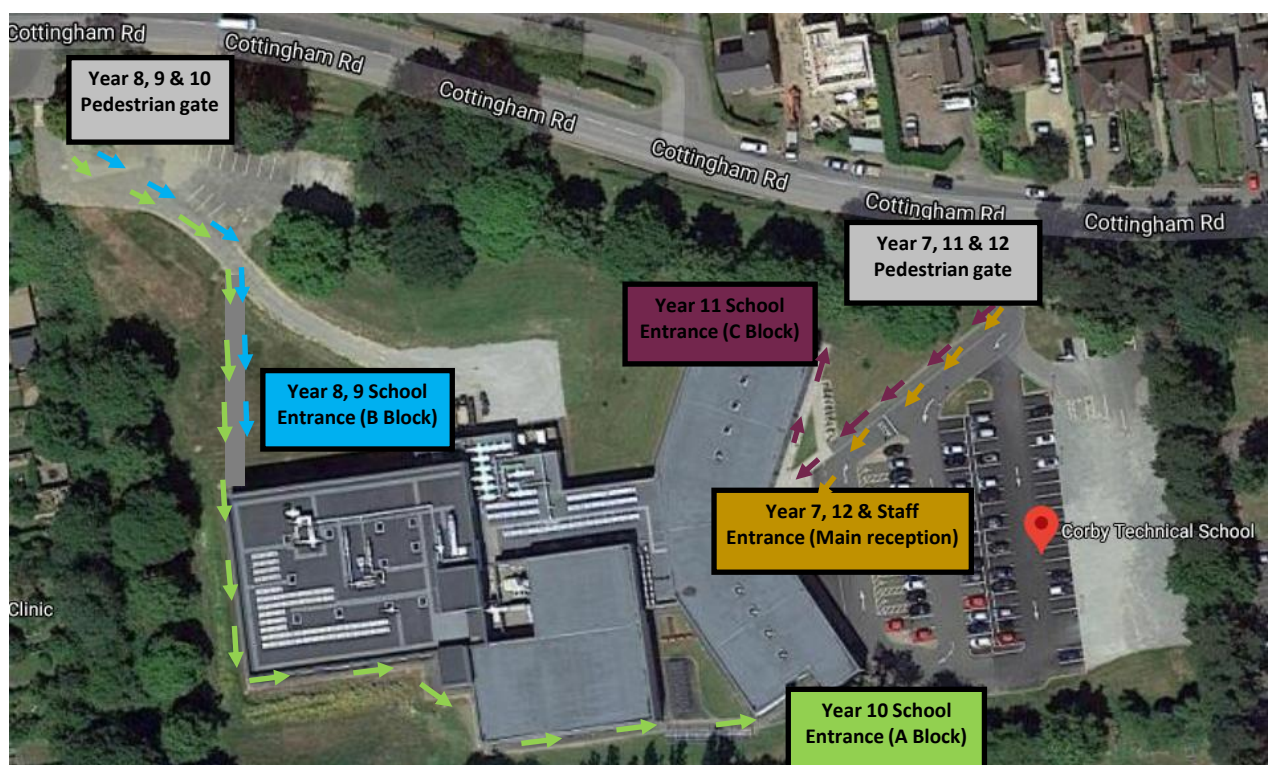 Cottingham Rd
Cottingham Rd
Cottingham Rd
Cottingham Rd
Cottingham Rd
Cottingham Rd
Year 8, 9 & 10
Pedestrian gate
Year 7, 11 & 12
Pedestrian gate
Year 11 School
Entrance (C Block)
Year 8, 9 School
Entrance (B Block)
Year 7, 12 & Staff
Entrance (Main reception)
Corby Technical School
Clinic
Year 10 School
Entrance (A Block)